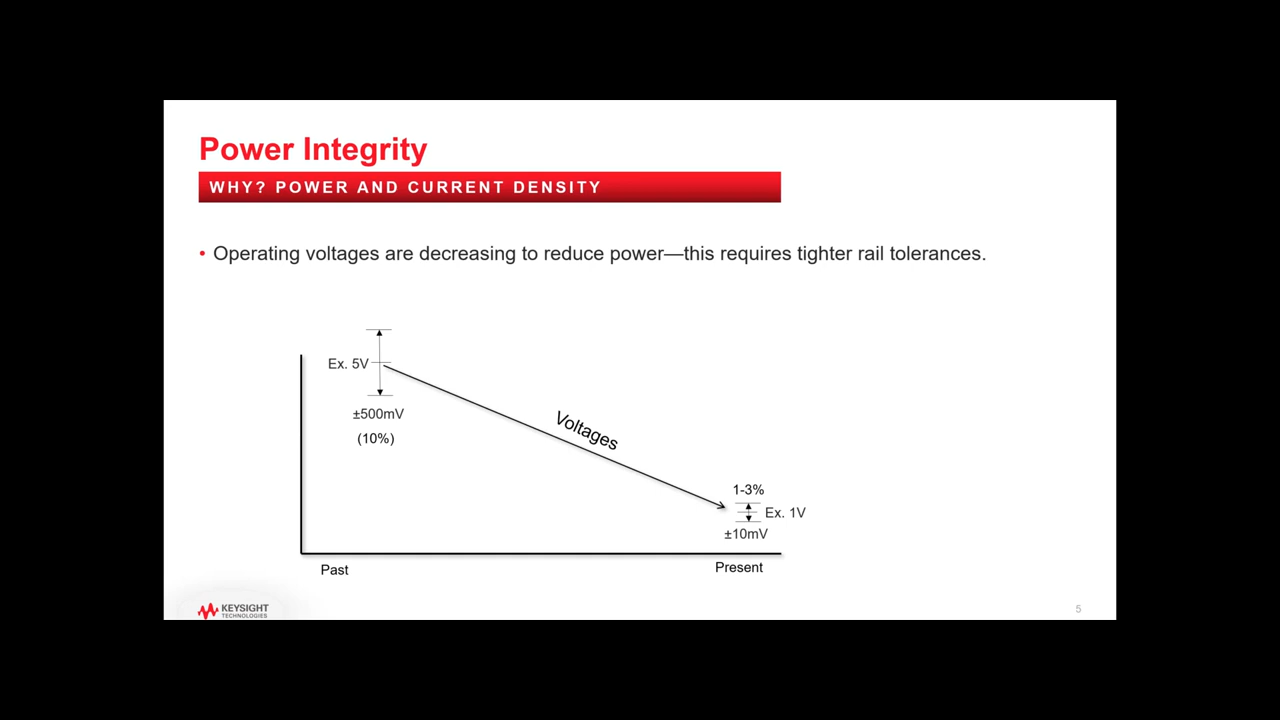 Power Integrity
WHY? POWER AND CURRENT DENSITY
• Operating voltages are decreasing to reduce power—this requires tighter rail tolerances.
Ex. 5V
±500mV
(10%)
Voltages
1-3%
Ex. 1V
±10mV
Past
Present
KEYSIGHT
TECHNOLOGIES
5